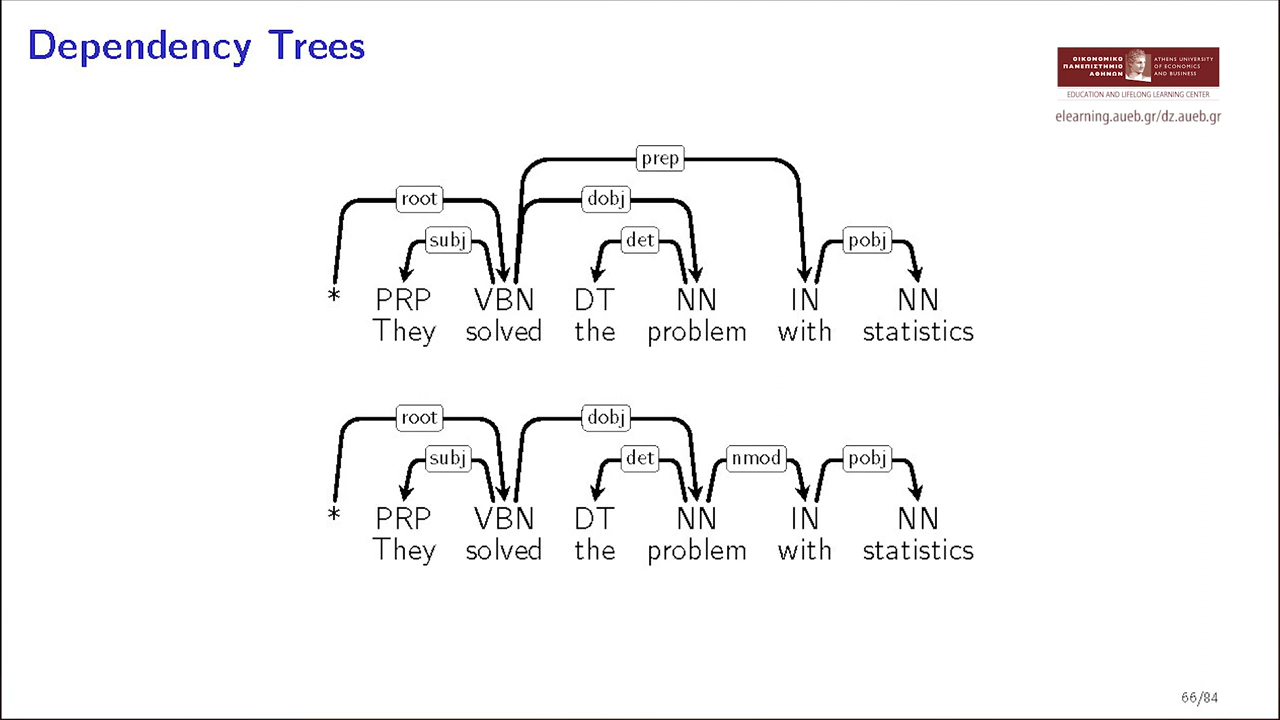 Dependency Trees
ΟΙΚΟΝΟΜΙΚΟ
ΠΑΝΕΠΙΣΤΗΜΙΟ
ΑΘΗΝΩΝ
ATHENS UNIVERSITY
OF ECONOMICS
AND BUSINESS
EDUCATION AND LIFELONG LEARNING CENTER
elearning.aueb.gr/dz.aueb.gr
prep
root dobj
subj det pobj
* PRP VBN DT NN IN NN
They solved the problem with statistics
root dobj
subj det nmod pobj
* PRP VBN DT NN IN NN
They solved the problem with statistics
66/84